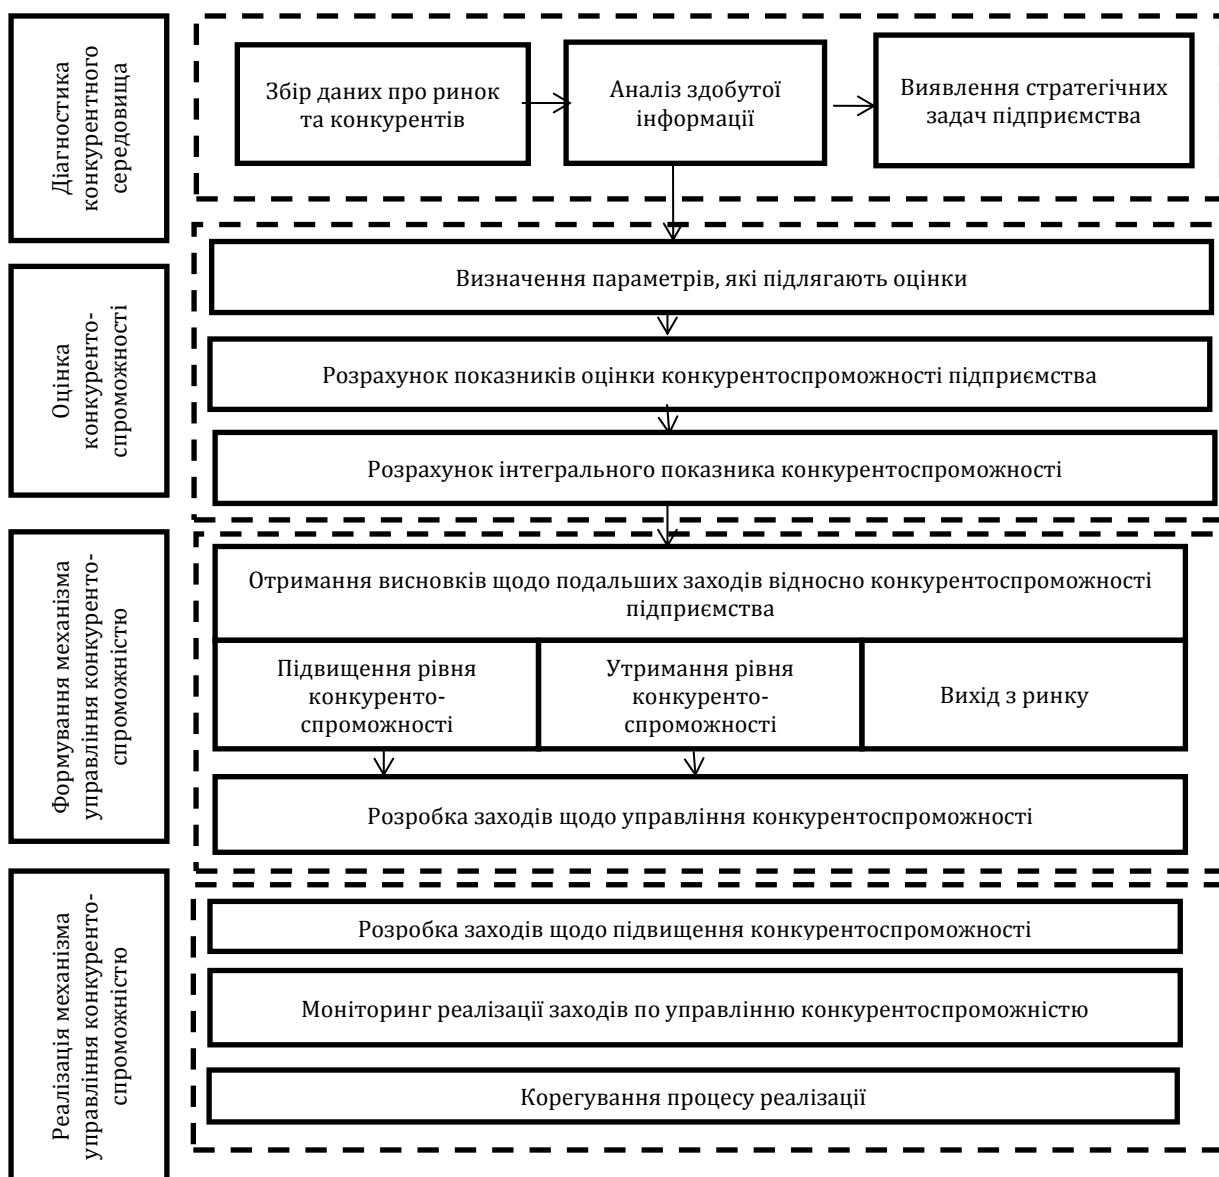 Діагностика
конкурентного
середовища
Збір даних про ринок
та конкурентів
Аналіз здобутої
інформації
Виявлення стратегічних
задач підприємства
Оцінка
конкуренто-
спроможності
Визначення параметрів, які підлягають оцінки
Розрахунок показників оцінки конкурентоспроможності підприємства
Розрахунок інтегрального показника конкурентоспроможності
Формування механізма
управління конкуренто-
спроможністю
Отримання висновків щодо подальших заходів відносно конкурентоспроможності
підприємства
Підвищення рівня
конкуренто-
спроможності
Утримання рівня
конкуренто-
спроможності
Вихід з ринку
Розробка заходів щодо управління конкурентоспроможності
Реалізація механізма
управління конкуренто-
спроможністю
Розробка заходів щодо підвищення конкурентоспроможності
Моніторинг реалізації заходів по управлінню конкурентоспроможністю
Корегування процесу реалізації